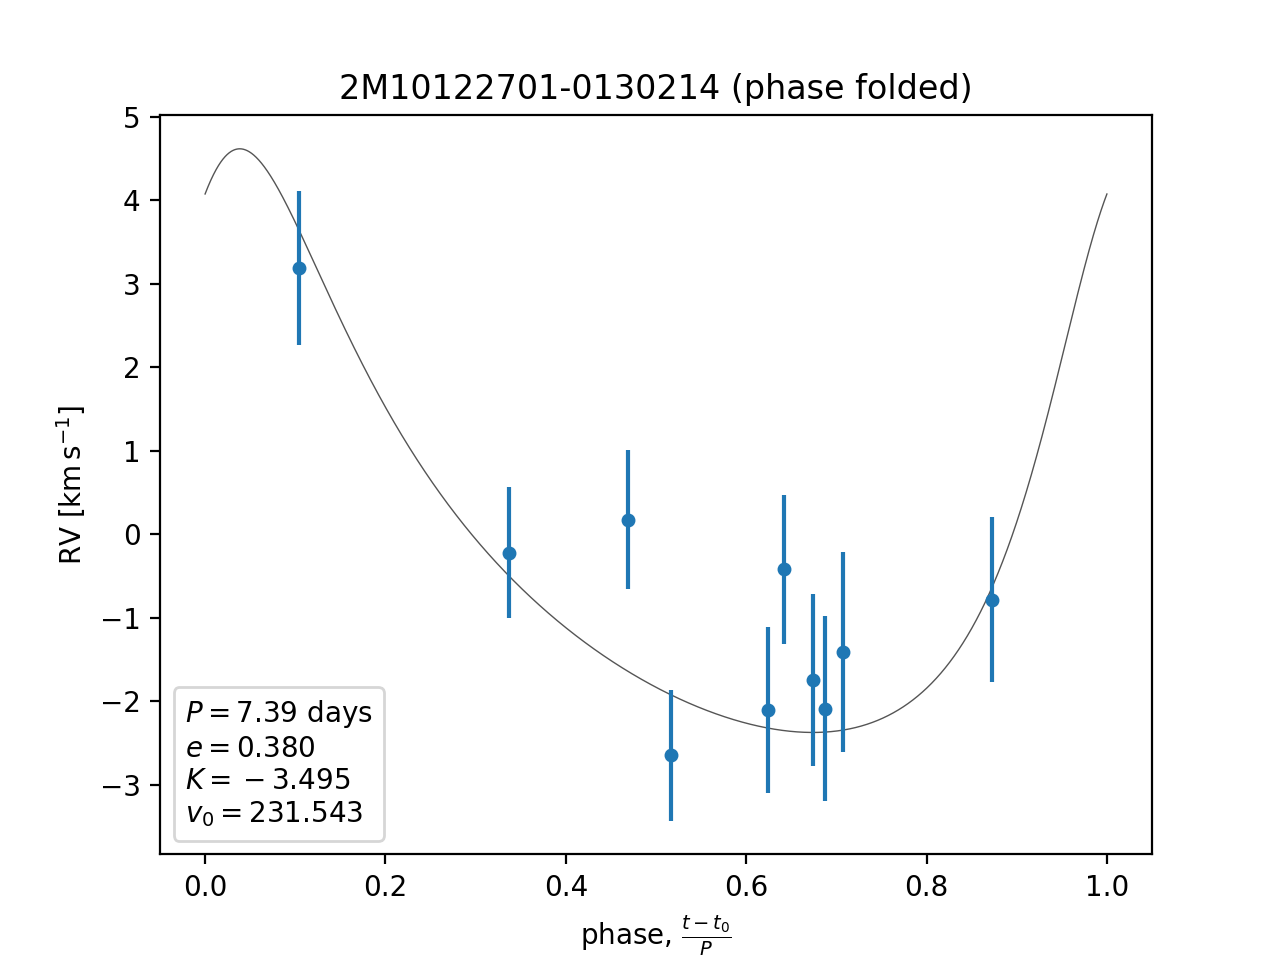 2M10122701-0130214 (phase folded)
RV [km s⁻¹]
5
4
3
2
1
0
−1
−2
−3
P = 7.39 days
e = 0.380
K = −3.495
v₀ = 231.543
0.0 0.2 0.4 0.6 0.8 1.0
phase, (t − t₀)/P